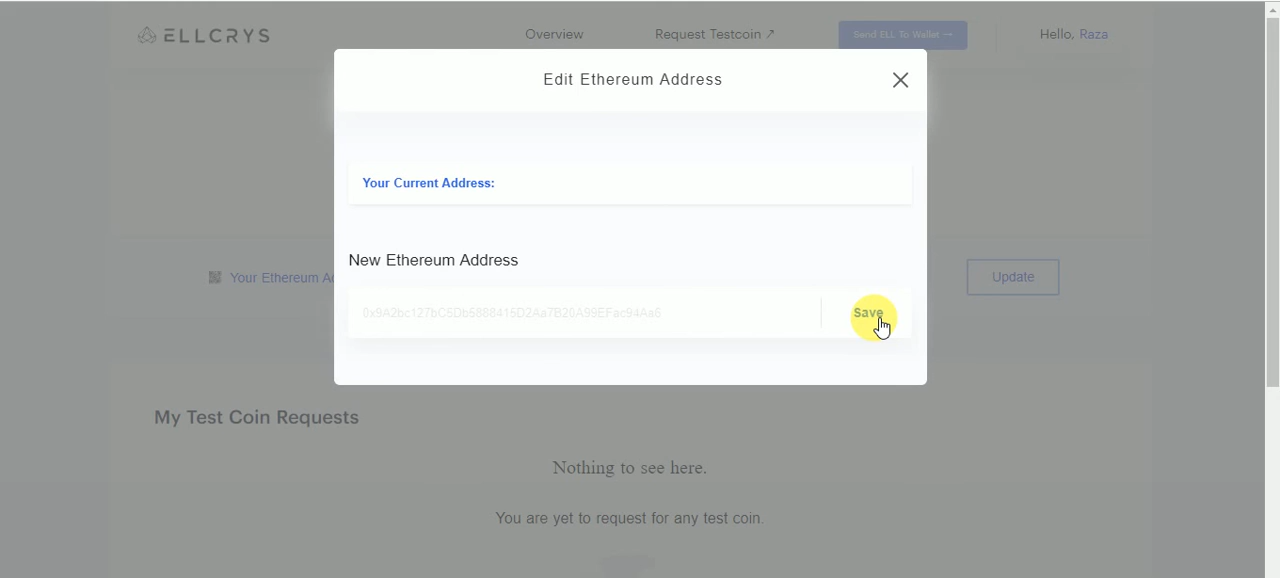 ELLCRYS
Overview
Request Testcoin ↗
Send ELL To Wallet →
Hello, Raza
Edit Ethereum Address
Your Current Address:
New Ethereum Address
Your Ethereum
Update
Save
My Test Coin Requests
Nothing to see here.
You are yet to request for any test coin.